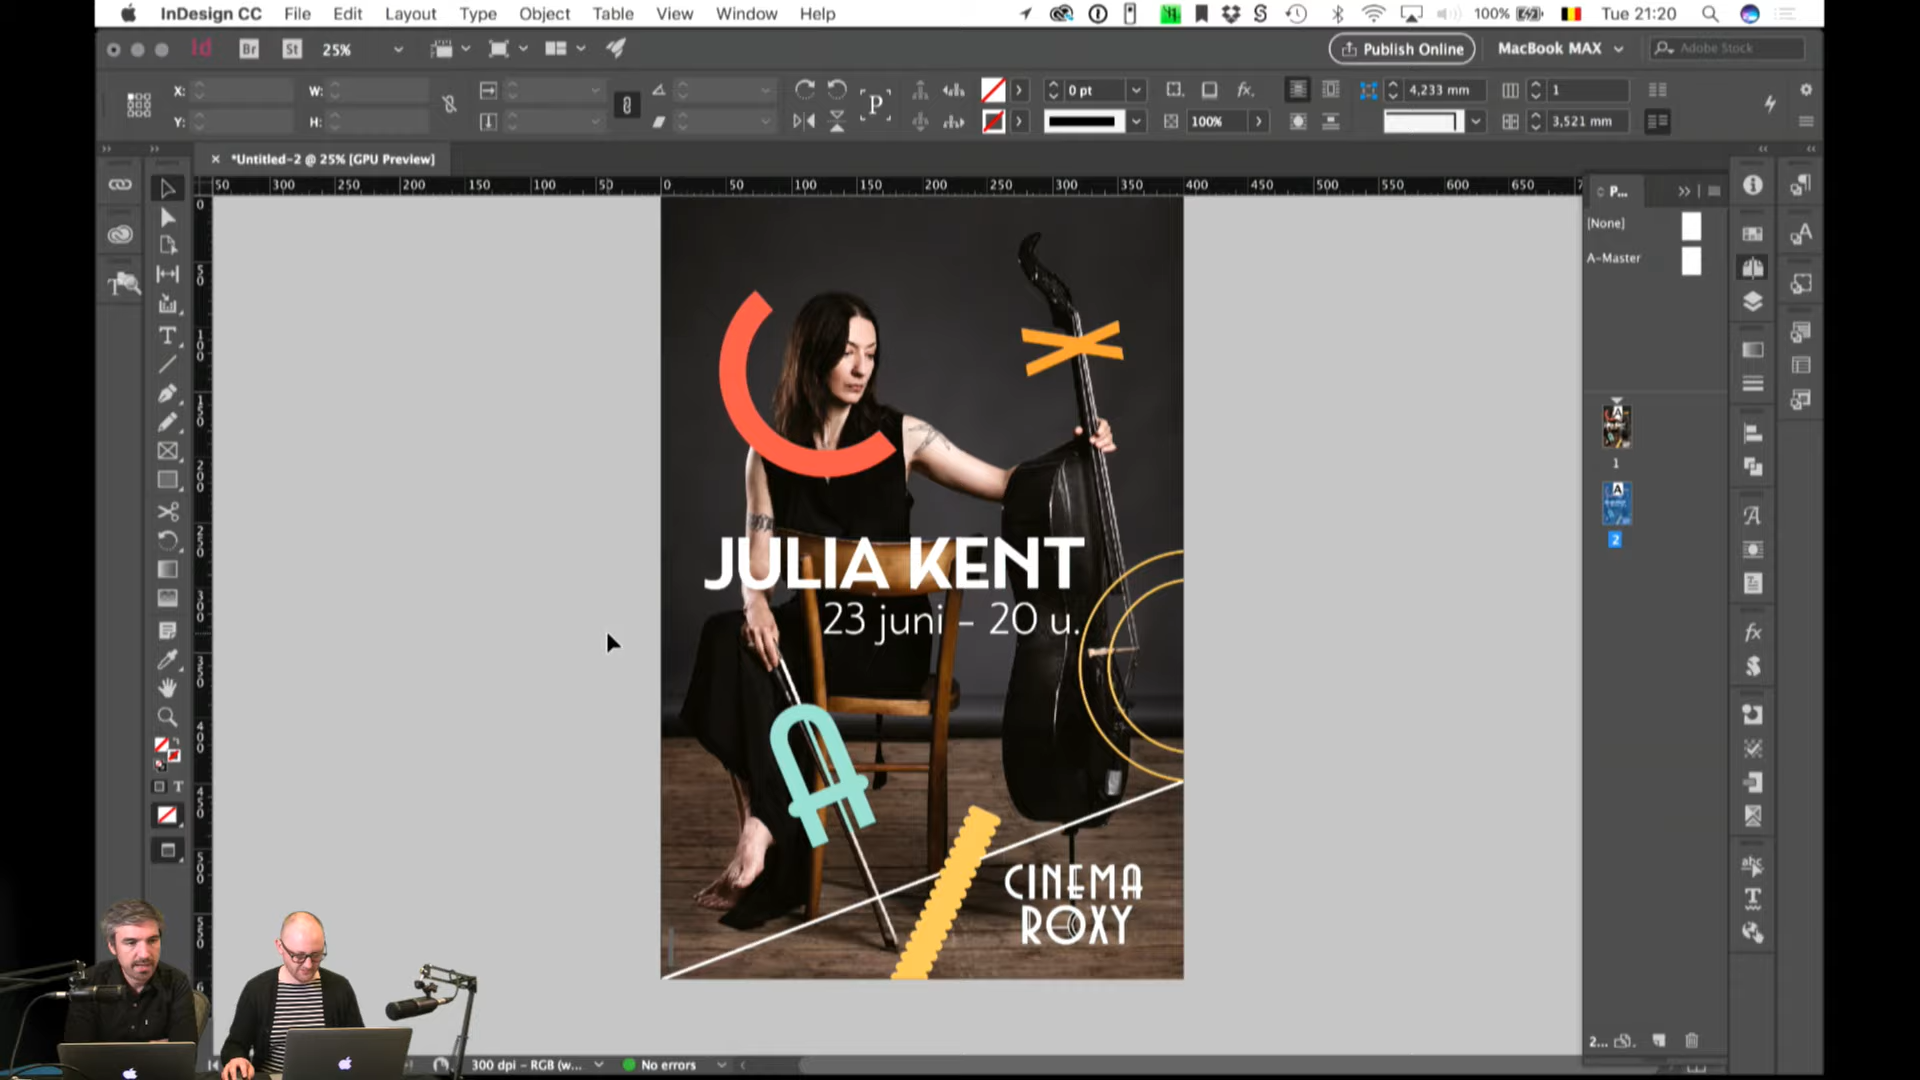 InDesign CC File Edit Layout Type Object Table View Window Help 100% Tue 21:20
Id Br St 25% Publish Online MacBook MAX Adobe Stock
X: W: P fx. 0 pt 4,233 mm 1
Y: H: 100% 3,521 mm
*Untitled-2 @ 25% [GPU Preview]
50 300 250 200 150 100 50 0 50 100 150 200 250 300 350 400 450 500 550 600 650
P...
[None]
A-Master
JULIA KENT
23 juni – 20 u.
A
CINEMA
ROXY
A
1
A
2
300 dpi – RGB (w... No errors
2...